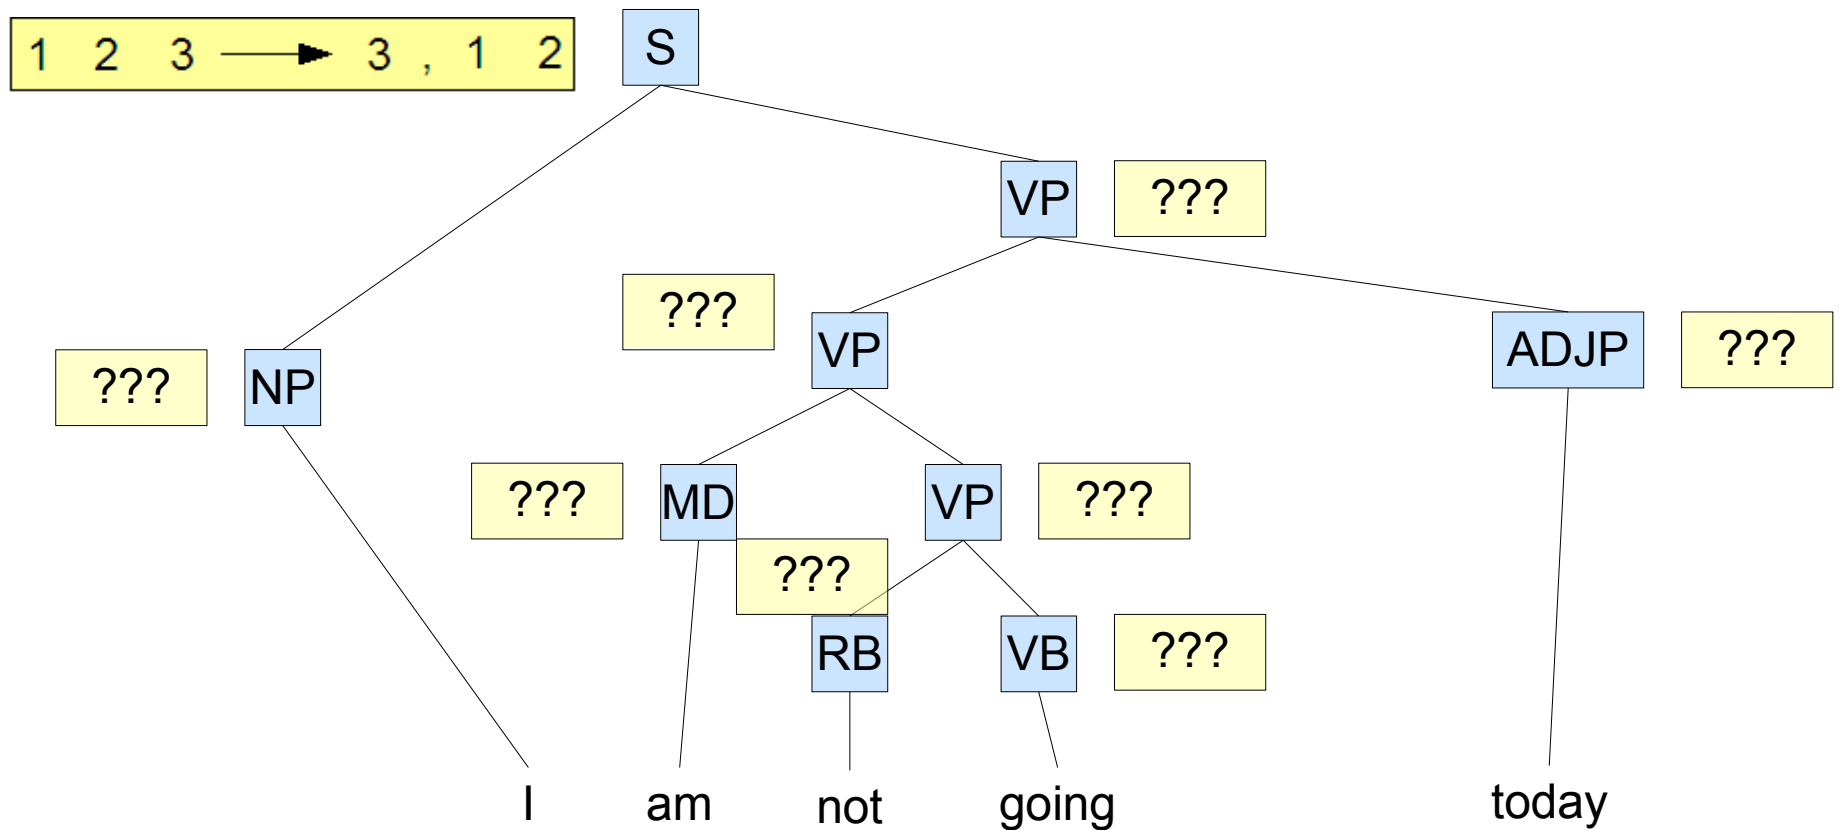 1 2 3 3 , 1 2
S
VP ???
???
VP
ADJP ???
??? NP
??? MD
VP ???
???
RB
VB ???
I am not going today